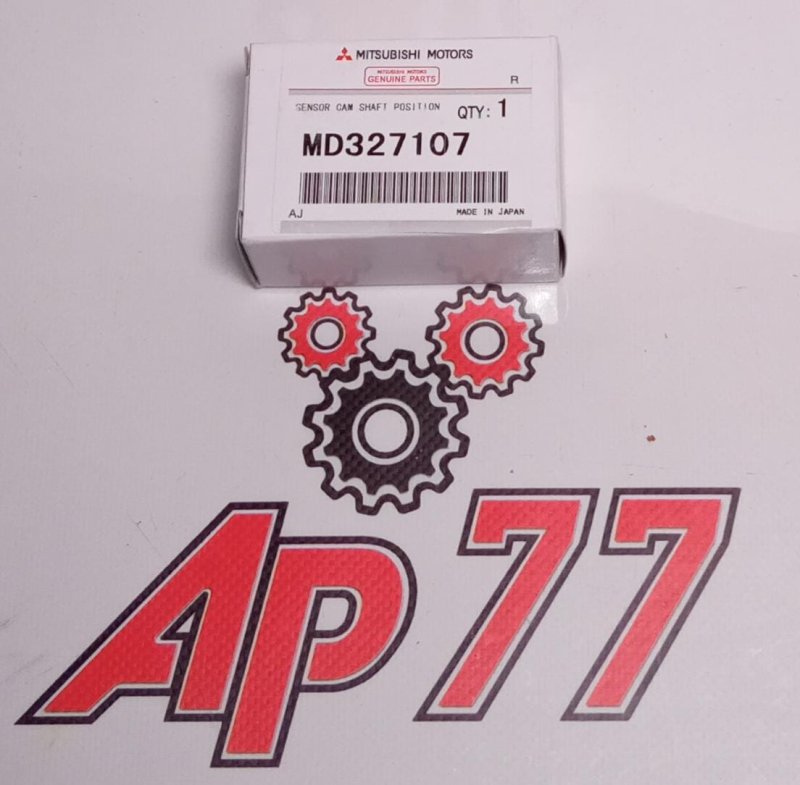 MITSUBISHI MOTORS
MITSUBISHI MOTORS
GENUINE PARTS
R
SENSOR CAM SHAFT POSITION QTY: 1
MD327107
AJ MADE IN JAPAN
AP 77